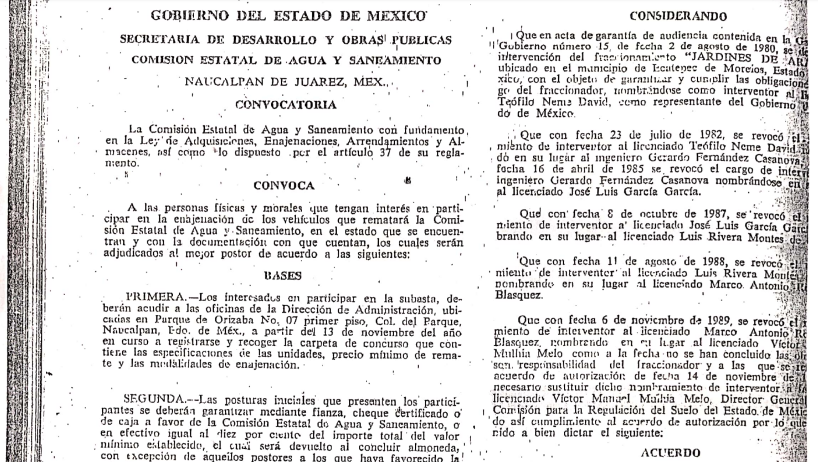 GOBIERNO DEL ESTADO DE MEXICO
SECRETARIA DE DESARROLLO Y OBRAS PUBLICAS
COMISION ESTATAL DE AGUA Y SANEAMIENTO
NAUCALPAN DE JUAREZ, MEX.
CONVOCATORIA
La Comisión Estatal de Agua y Saneamiento con fundamento
en la Ley de Adquisiciones, Enajenaciones, Arrendamientos y Al-
macenes, así como lo dispuesto por el artículo 37 de su regla-
mento.
CONVOCA
A las personas físicas y morales que tengan interés en parti-
cipar en la enajenación de los vehículos que rematará la Comi-
sión Estatal de Agua y Saneamiento, en el estado que se encuen-
tran y con la documentación con que cuentan, los cuales serán
adjudicados al mejor postor de acuerdo a las siguientes:
BASES
PRIMERA.—Los interesados en participar en la subasta, de-
berán acudir a las oficinas de la Dirección de Administración, ubi-
cadas en Parque de Orizaba No. 07 primer piso, Col. del Parque,
Naucalpan, Edo. de Méx., a partir del 13 de noviembre del año
en curso a registrarse y recoger la carpeta de concurso que con-
tiene las especificaciones de las unidades, precio mínimo de rema-
te y las modalidades de enajenación.
SEGUNDA.—Las posturas iniciales que presenten los partici-
pantes se deberán garantizar mediante fianza, cheque certificado o
de caja a favor de la Comisión Estatal do Agua y Saneamiento, o
en efectivo igual al diez por ciento del importe total del valor
mínimo establecido, el cual será devuelto al concluir almoneda,
con excepción de aquellos postores a los que haya favorecido la
CONSIDERANDO
Que en acta de garantía de audiencia contenida en la
Gobierno número 15, de fecha 2 de agosto de 1980, se
intervención del fraccionamiento "JARDINES DE
ubicado en el municipio de Ecatepec de Morelos, Estado
xico, con el objeto de garantizar y cumplir las obligacione
go del fraccionador, nombrándose como interventor al
Teófilo Neme David, como representante del Gobierno
do de México.
Que con fecha 23 de julio de 1982, se revocó el
miento de interventor al licenciado Teófilo Neme David
dó en su lugar al ingeniero Gerardo Fernández Casanova
fecha 16 de abril de 1985 se revocó el cargo de interv
ingeniero Gerardo Fernández Casanova nombrándose en
al licenciado José Luis García García.
Que con fecha 8 de octubre de 1987, se revocó el
miento de interventor al licenciado José Luis García
brando en su lugar al licenciado Luis Rivera Montes de
Que con fecha 11 de agosto de 1988, se revocó el
miento de interventor al licenciado Luis Rivera
nombrando en su lugar al licenciado Marco Antonio
Blasquez.
Que con fecha 6 de noviembre de 1989, se revocó el
miento de interventor al licenciado Marco Antonio
Blasquez, nombrando en su lugar al licenciado Víctor
Mulhia Melo como a la fecha no se han concluido las
responsabilidad del fraccionador y a las que se
acuerdo de autorización de fecha 14 de noviembre de
necesario sustituir dicho nombramiento de interventor
licenciado Víctor Manuel Mulhia Melo, Director General
Comisión para la Regulación del Suelo del Estado de
do así cumplimiento al acuerdo de autorización por lo que
nido a bien dictar el siguiente:
ACUERDO